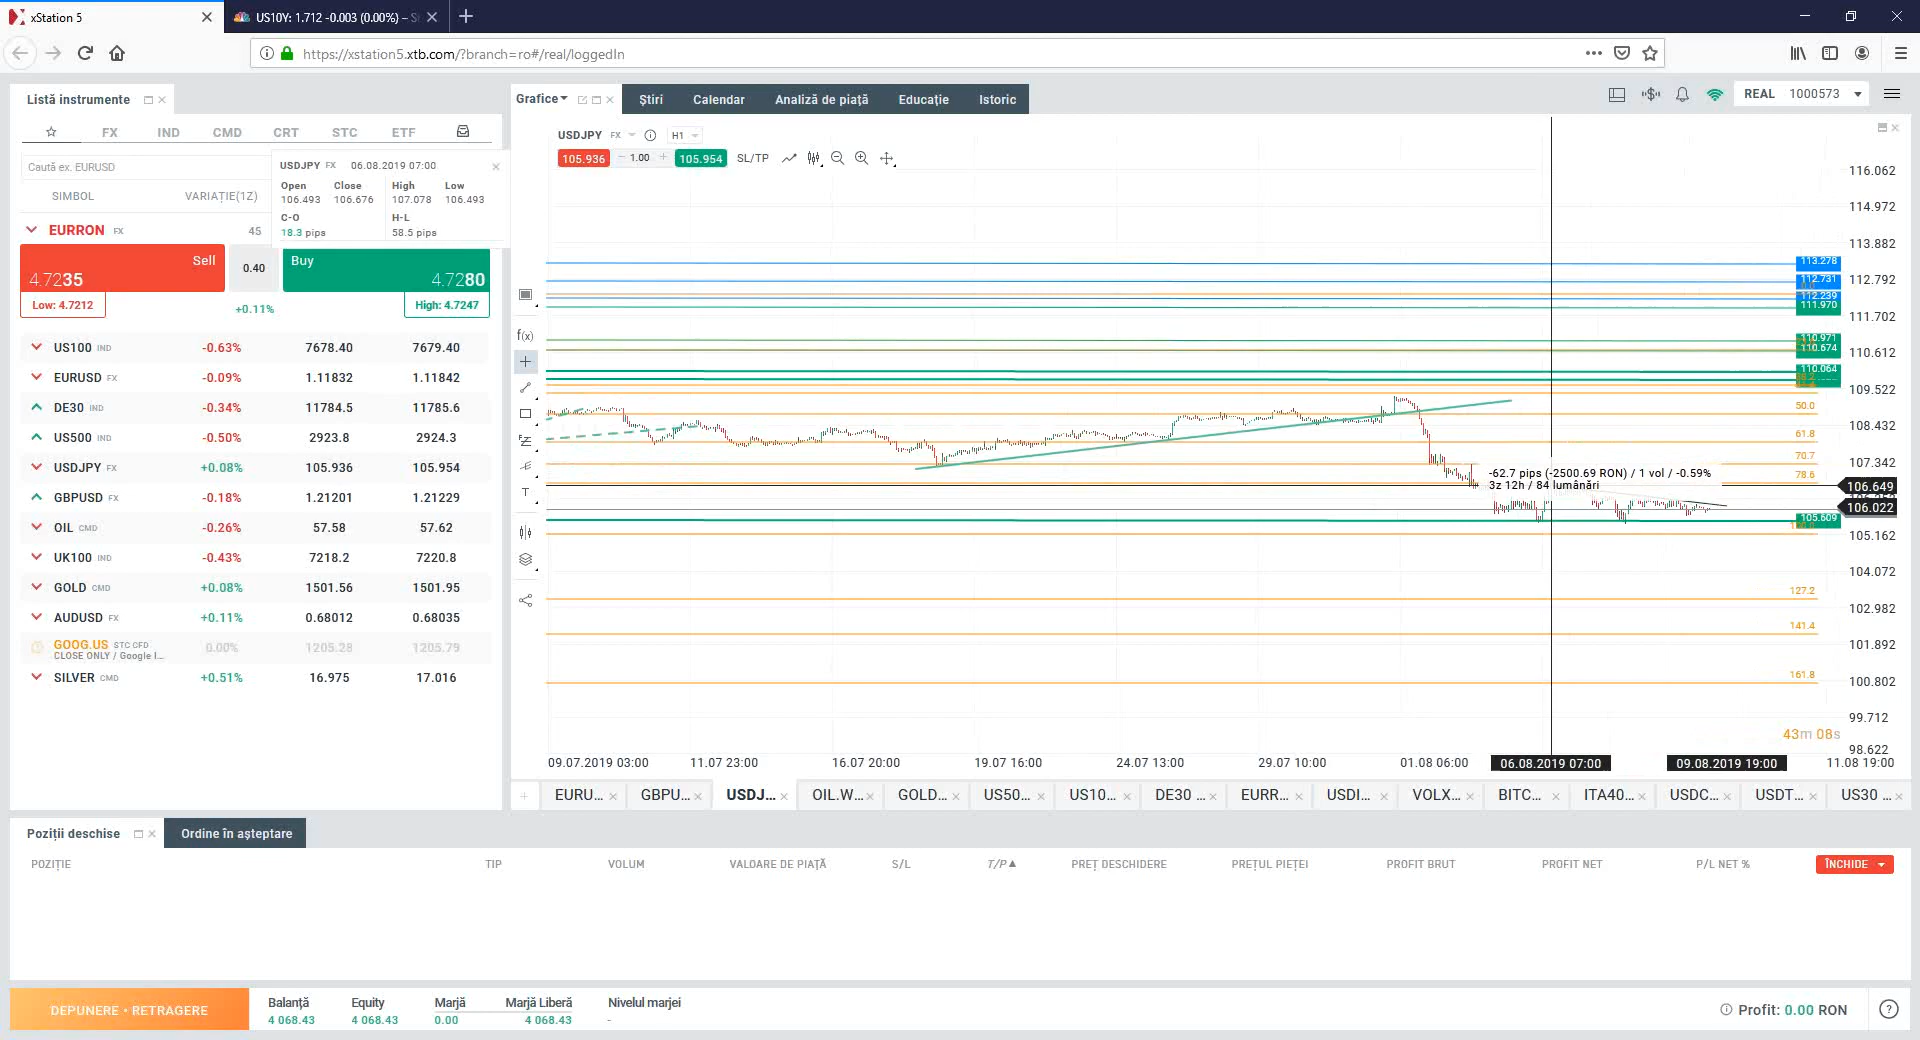 xStation 5
US10Y: 1.712 -0.003 (0.00%) – S
https://xstation5.xtb.com/?branch=ro#/real/loggedIn
Listă instrumente
Grafice
Știri
Calendar
Analiză de piață
Educație
Istoric
REAL 1000573
FX IND CMD CRT STC ETF
Caută ex. EURUSD
SIMBOL VARIAȚIE(1Z)
USDJPY FX 06.08.2019 07:00
Open Close High Low
106.493 106.676 107.078 106.493
C-O H-L
18.3 pips 58.5 pips
EURRON FX 45
Sell 4.7235
0.40
Buy 4.7280
Low: 4.7212
+0.11%
High: 4.7247
US100 IND -0.63% 7678.40 7679.40
EURUSD FX -0.09% 1.11832 1.11842
DE30 IND -0.34% 11784.5 11785.6
US500 IND -0.50% 2923.8 2924.3
USDJPY FX +0.08% 105.936 105.954
GBPUSD FX -0.18% 1.21201 1.21229
OIL CMD -0.26% 57.58 57.62
UK100 IND -0.43% 7218.2 7220.8
GOLD CMD +0.08% 1501.56 1501.95
AUDUSD FX +0.11% 0.68012 0.68035
GOOG.US STC CFD 0.00% 1205.28 1205.79
CLOSE ONLY / Google I...
SILVER CMD +0.51% 16.975 17.016
USDJPY FX H1
105.936 1.00 105.954 SL/TP
f(x)
T
116.062
114.972
113.882
113.278
112.792
112.731
112.239
111.970
111.702
110.971
110.674
110.612
110.064
109.522
50.0
108.432
61.8
107.342
70.7
78.6
-62.7 pips (-2500.69 RON) / 1 vol / -0.59%
3z 12h / 84 lumânări
106.649
106.022
105.609
105.162
104.072
127.2
102.982
141.4
101.892
161.8
100.802
99.712
43m 08s
98.622
09.07.2019 03:00 11.07 23:00 16.07 20:00 19.07 16:00 24.07 13:00 29.07 10:00 01.08 06:00 06.08.2019 07:00 09.08.2019 19:00 11.08 19:00
EURU... GBPU... USDJ... OIL.W... GOLD... US50... US10... DE30 ... EURR... USDI... VOLX... BITC... ITA40... USDC... USDT... US30 ...
Poziții deschise
Ordine în așteptare
POZIȚIE TIP VOLUM VALOARE DE PIAȚĂ S/L T/P PREȚ DESCHIDERE PREȚUL PIEȚEI PROFIT BRUT PROFIT NET P/L NET % ÎNCHIDE
DEPUNERE • RETRAGERE
Balanță Equity Marjă Marjă Liberă Nivelul marjei
4 068.43 4 068.43 0.00 4 068.43 -
Profit: 0.00 RON